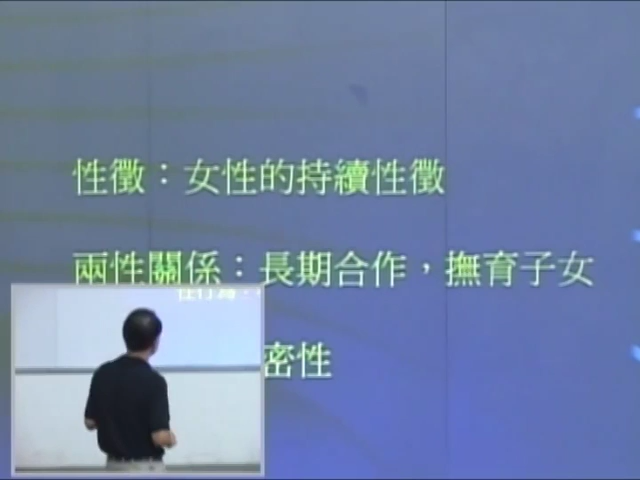 性徵：女性的持續性徵
兩性關係：長期合作，撫育子女
密性